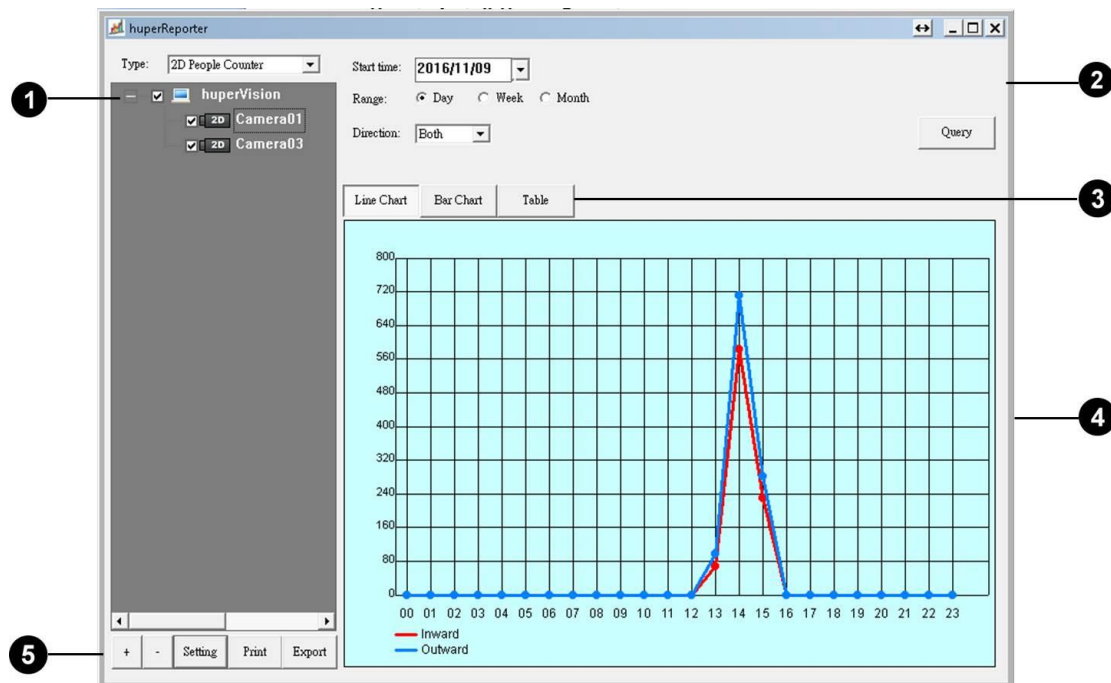 huperReporter
Type: 2D People Counter
1
huperVision
2D Camera01
2D Camera03
Start time: 2016/11/09
Range: Day Week Month
Direction: Both
Query
2
Line Chart Bar Chart Table
3
800
720
640
560
480
400
320
240
160
80
0
00 01 02 03 04 05 06 07 08 09 10 11 12 13 14 15 16 17 18 19 20 21 22 23
Inward
Outward
4
5
+ - Setting Print Export